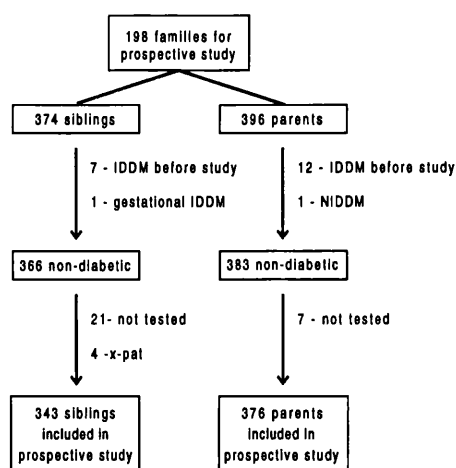 198 families for
prospective study
374 siblings
396 parents
7 - IDDM before study
1 - gestational IDDM
12 - IDDM before study
1 - NIDDM
366 non-diabetic
383 non-diabetic
21- not tested
4 -x-pat
7 - not tested
343 siblings
included in
prospective study
376 parents
included in
prospective study